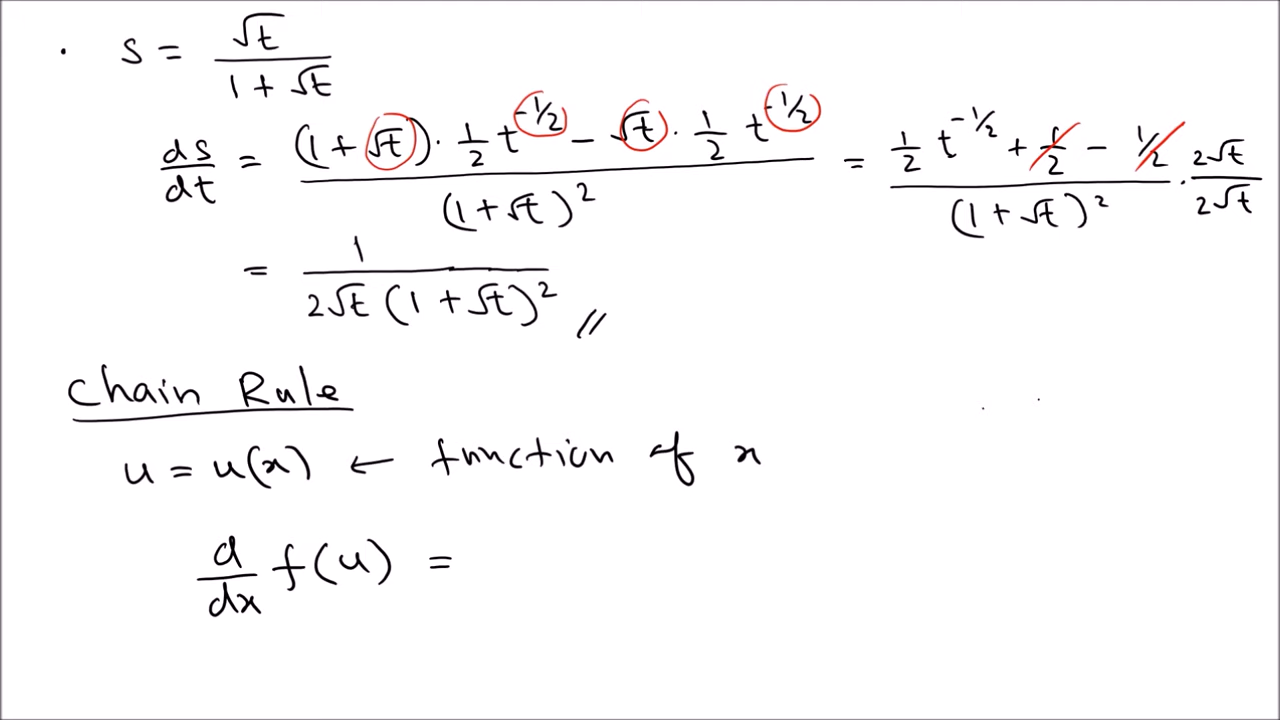 • s = √t / (1 + √t)
ds/dt = ((1 + √t) · 1/2 t^(-1/2) − √t · 1/2 t^(-1/2)) / (1 + √t)^2 = (1/2 t^(-1/2) + 1/2 − 1/2) / (1 + √t)^2 · 2√t / 2√t
= 1 / (2√t (1 + √t)^2) //
Chain Rule
u = u(x) ← function of x
d/dx f(u) =